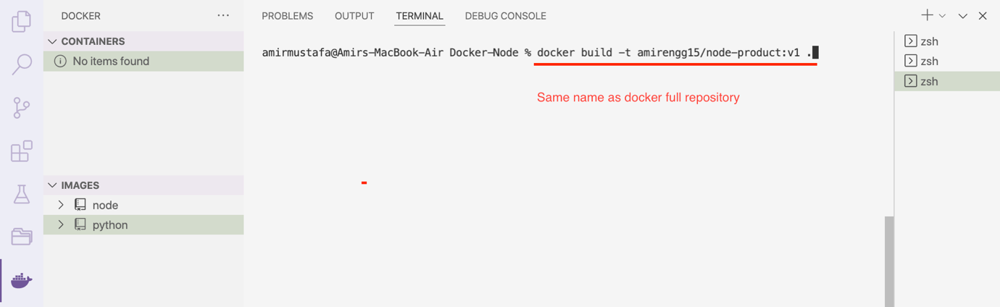 DOCKER ...
PROBLEMS OUTPUT TERMINAL DEBUG CONSOLE
CONTAINERS
No items found
amirmustafa@Amirs-MacBook-Air Docker-Node % docker build -t amirengg15/node-product:v1 .
Same name as docker full repository
zsh
zsh
zsh
IMAGES
node
python